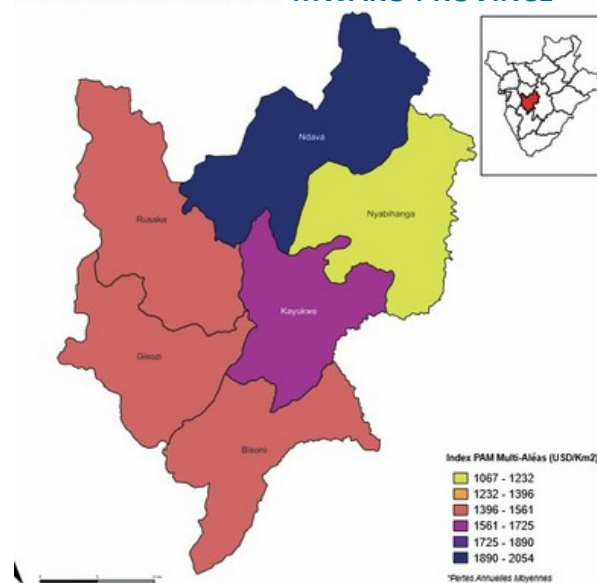 MWARO PROVINCE
Ndava
Nyabihanga
Rusaka
Kayokwe
Gisozi
Bisoro
Index PAM Multi-Aléas (USD/Km2)
1067 - 1232
1232 - 1396
1396 - 1561
1561 - 1725
1725 - 1890
1890 - 2054
*Pertes Annuelles Moyennes